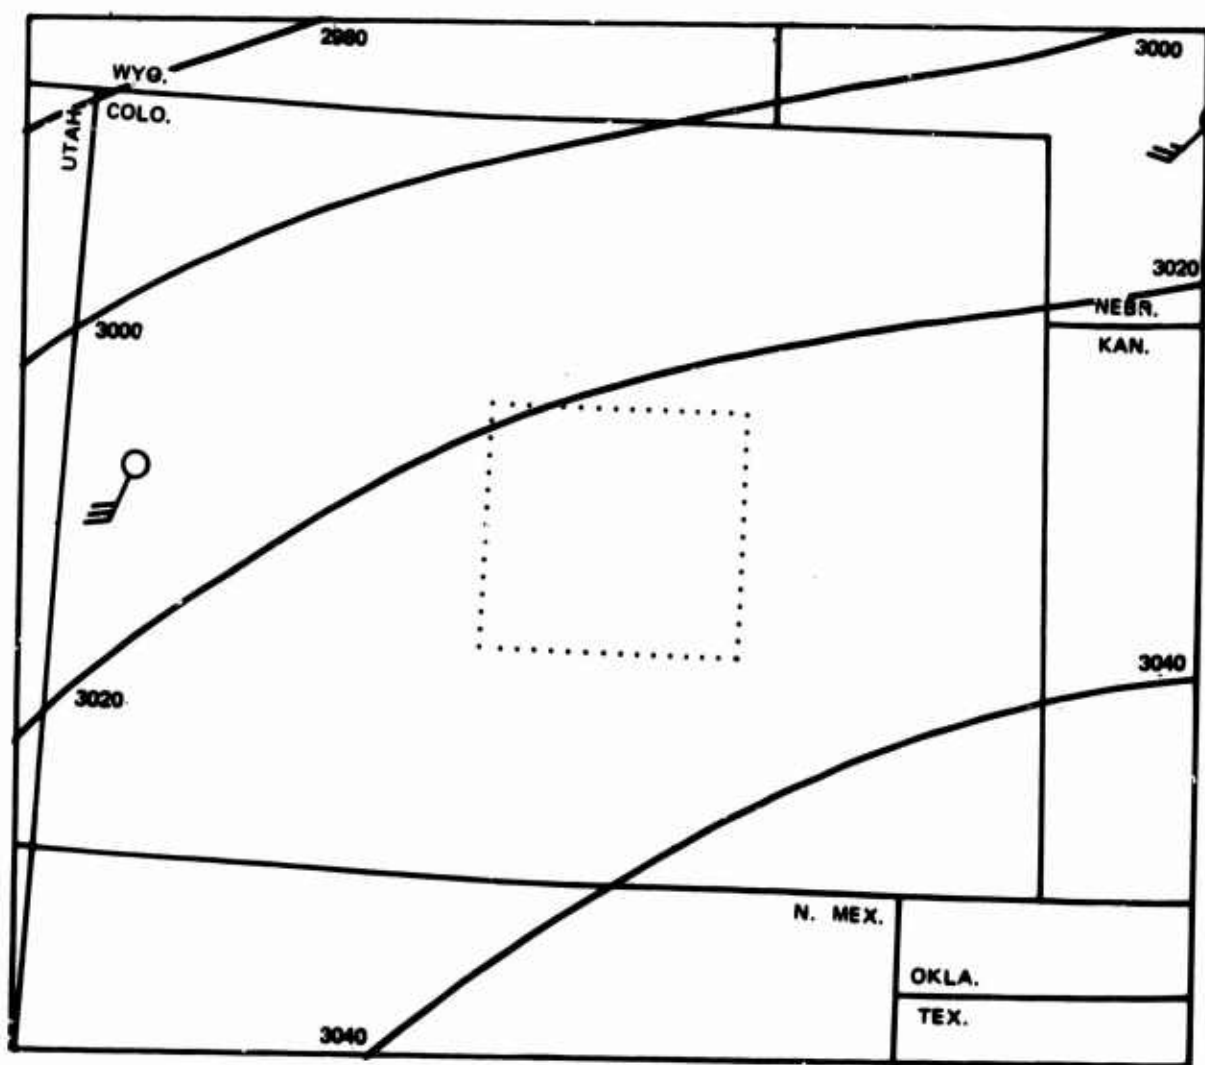 2980
3000
WYO.
COLO.
UTAH
3020
NEBR.
KAN.
3000
3040
3020
N. MEX.
OKLA.
TEX.
3040